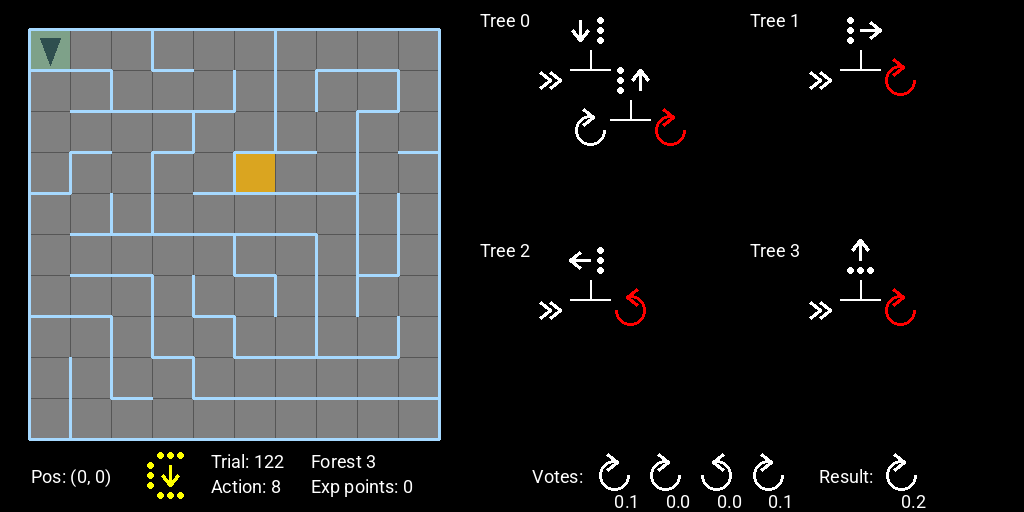 Tree 0
Tree 1
Tree 2
Tree 3
Pos: (0, 0)
Trial: 122
Forest 3
Action: 8
Exp points: 0
Votes:
0.1
0.0
0.0
0.1
Result:
0.2